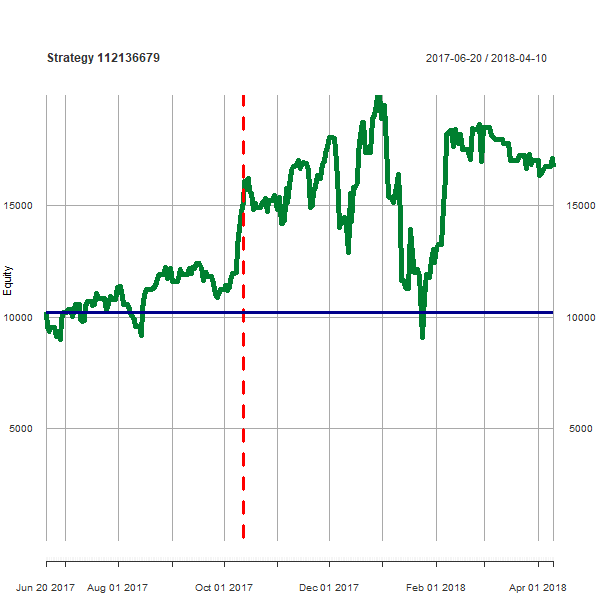 Strategy 112136679
2017-06-20 / 2018-04-10
Equity
15000
15000
10000
10000
5000
5000
Jun 20 2017
Aug 01 2017
Oct 01 2017
Dec 01 2017
Feb 01 2018
Apr 01 2018